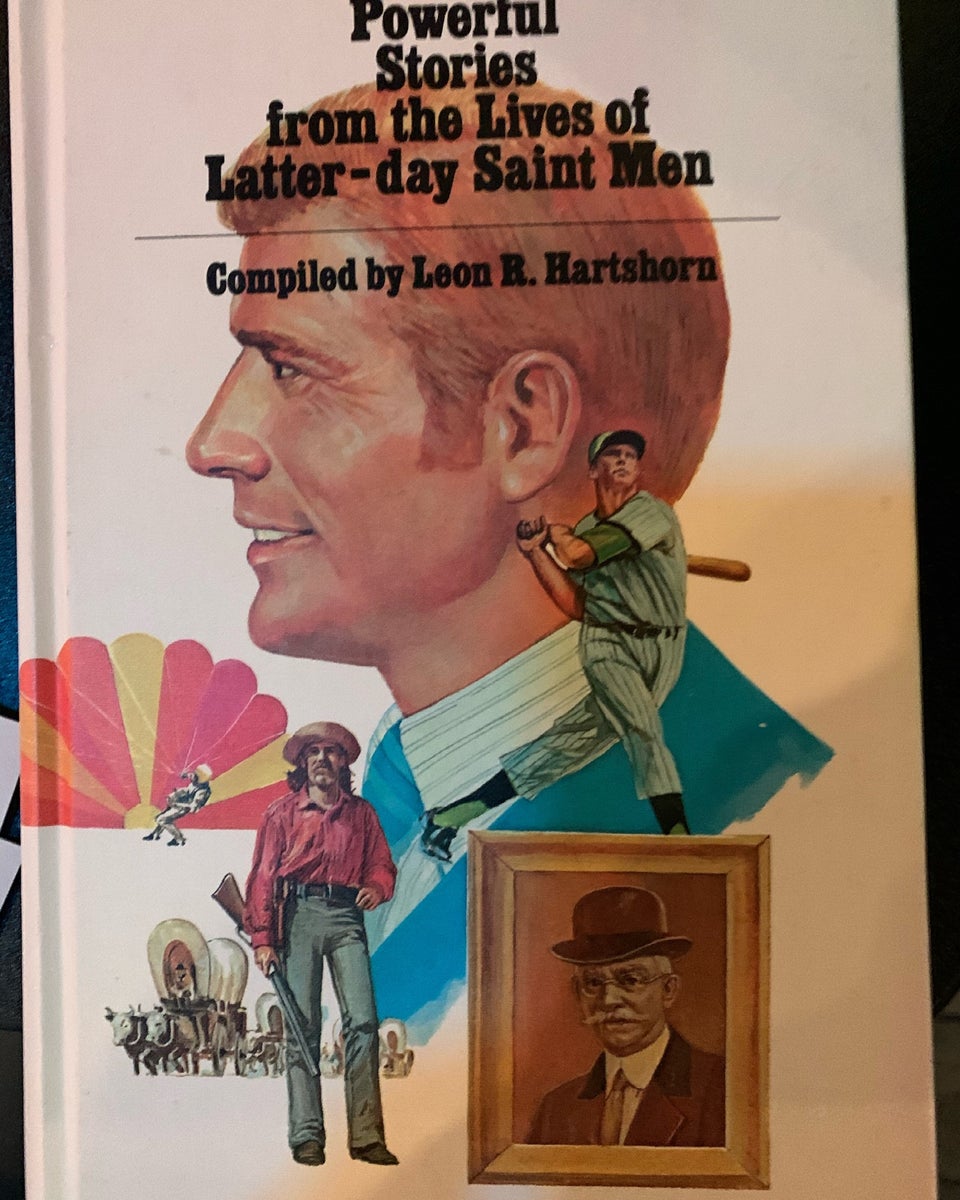 Powerful
Stories
from the Lives of
Latter-day Saint Men
Compiled by Leon R. Hartshorn